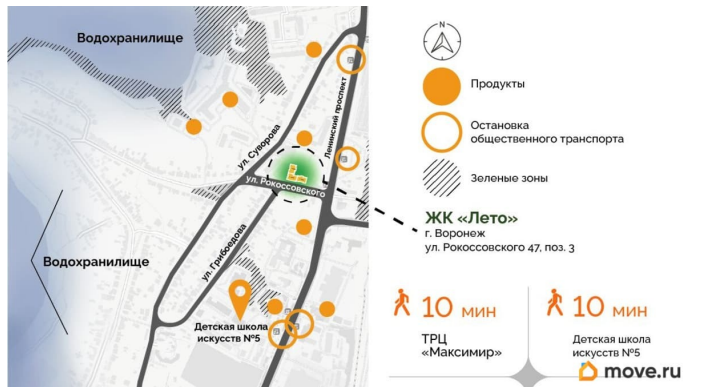 Водохранилище
Ленинский проспект
ул. Суворова
ул. Рокоссовского
ул. Грибоедова
Водохранилище
Детская школа
искусств №5
N
Продукты
Остановка
общественного транспорта
Зеленые зоны
ЖК «Лето»
г. Воронеж
ул. Рокоссовского 47, поз. 3
10 мин
ТРЦ
«Максимир»
10 мин
Детская школа
искусств №5
move.ru